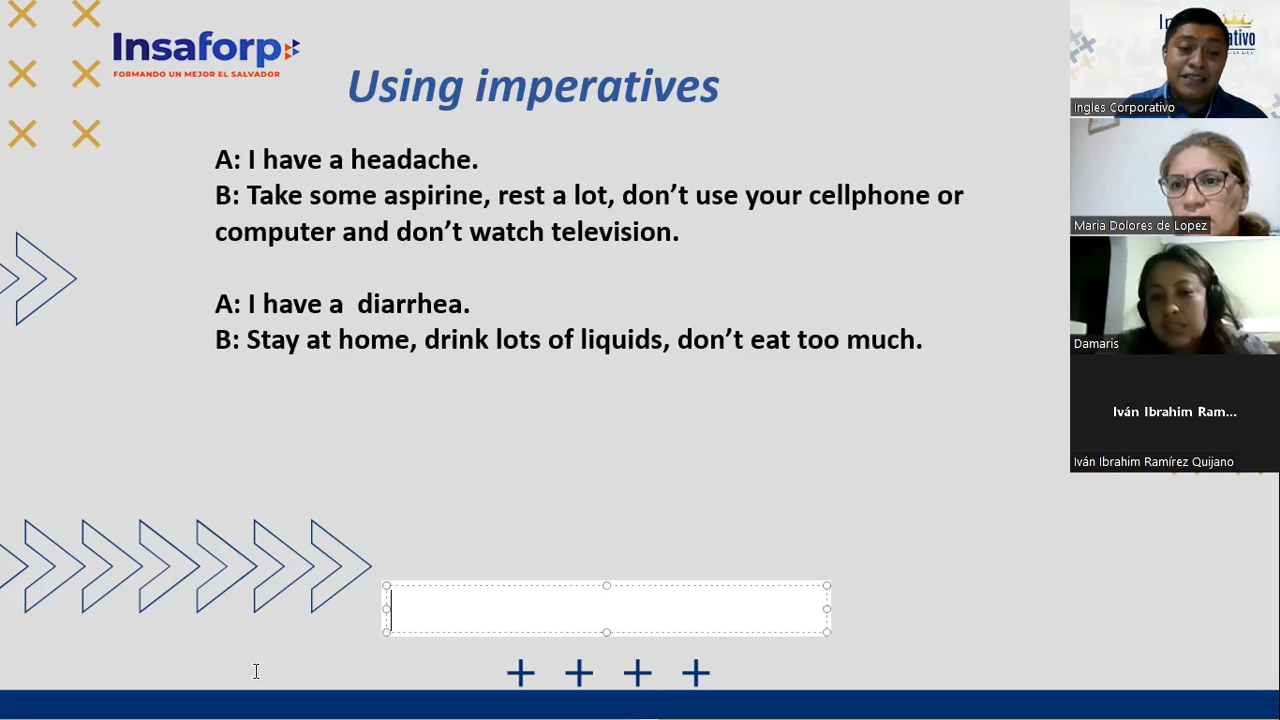 Insaforp
FORMANDO UN MEJOR EL SALVADOR
Using imperatives
A: I have a headache.
B: Take some aspirine, rest a lot, don’t use your cellphone or
computer and don’t watch television.
A: I have a  diarrhea.
B: Stay at home, drink lots of liquids, don’t eat too much.
Ingles Corporativo
Maria Dolores de Lopez
Damaris
Iván Ibrahim Ram...
Iván Ibrahim Ramírez Quijano